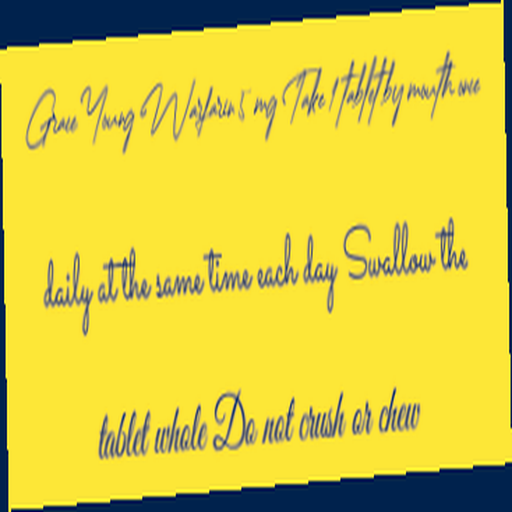 Grace Young Warfarin 5 mg Take 1 tablet by mouth once
daily at the same time each day Swallow the
tablet whole Do not crush or chew